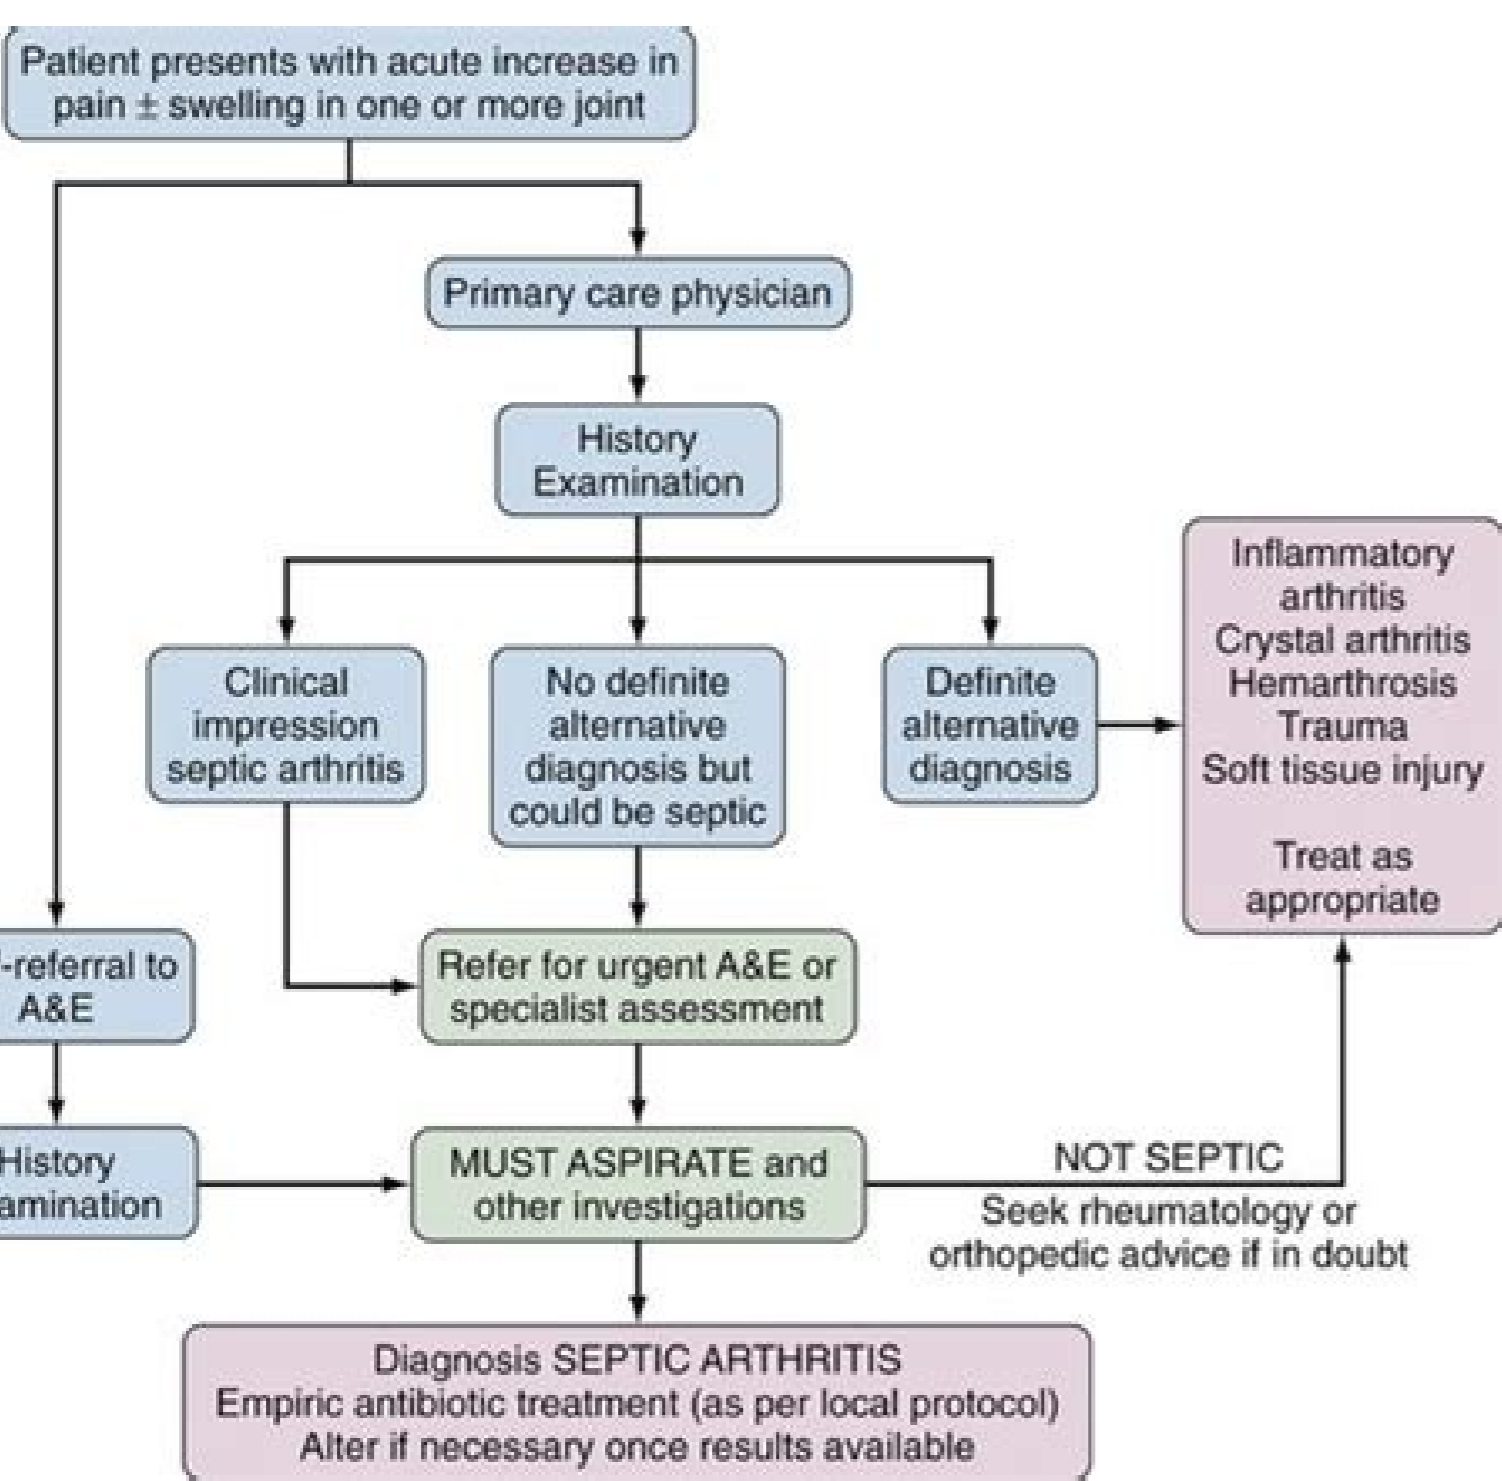 Patient presents with acute increase in
pain ± swelling in one or more joint
Primary care physician
History
Examination
Clinical
impression
septic arthritis
No definite
alternative
diagnosis but
could be septic
Definite
alternative
diagnosis
Inflammatory
arthritis
Crystal arthritis
Hemarthrosis
Trauma
Soft tissue injury
Treat as
appropriate
-referral to
A&E
Refer for urgent A&E or
specialist assessment
History
amination
MUST ASPIRATE and
other investigations
NOT SEPTIC
Seek rheumatology or
orthopedic advice if in doubt
Diagnosis SEPTIC ARTHRITIS
Empiric antibiotic treatment (as per local protocol)
Alter if necessary once results available